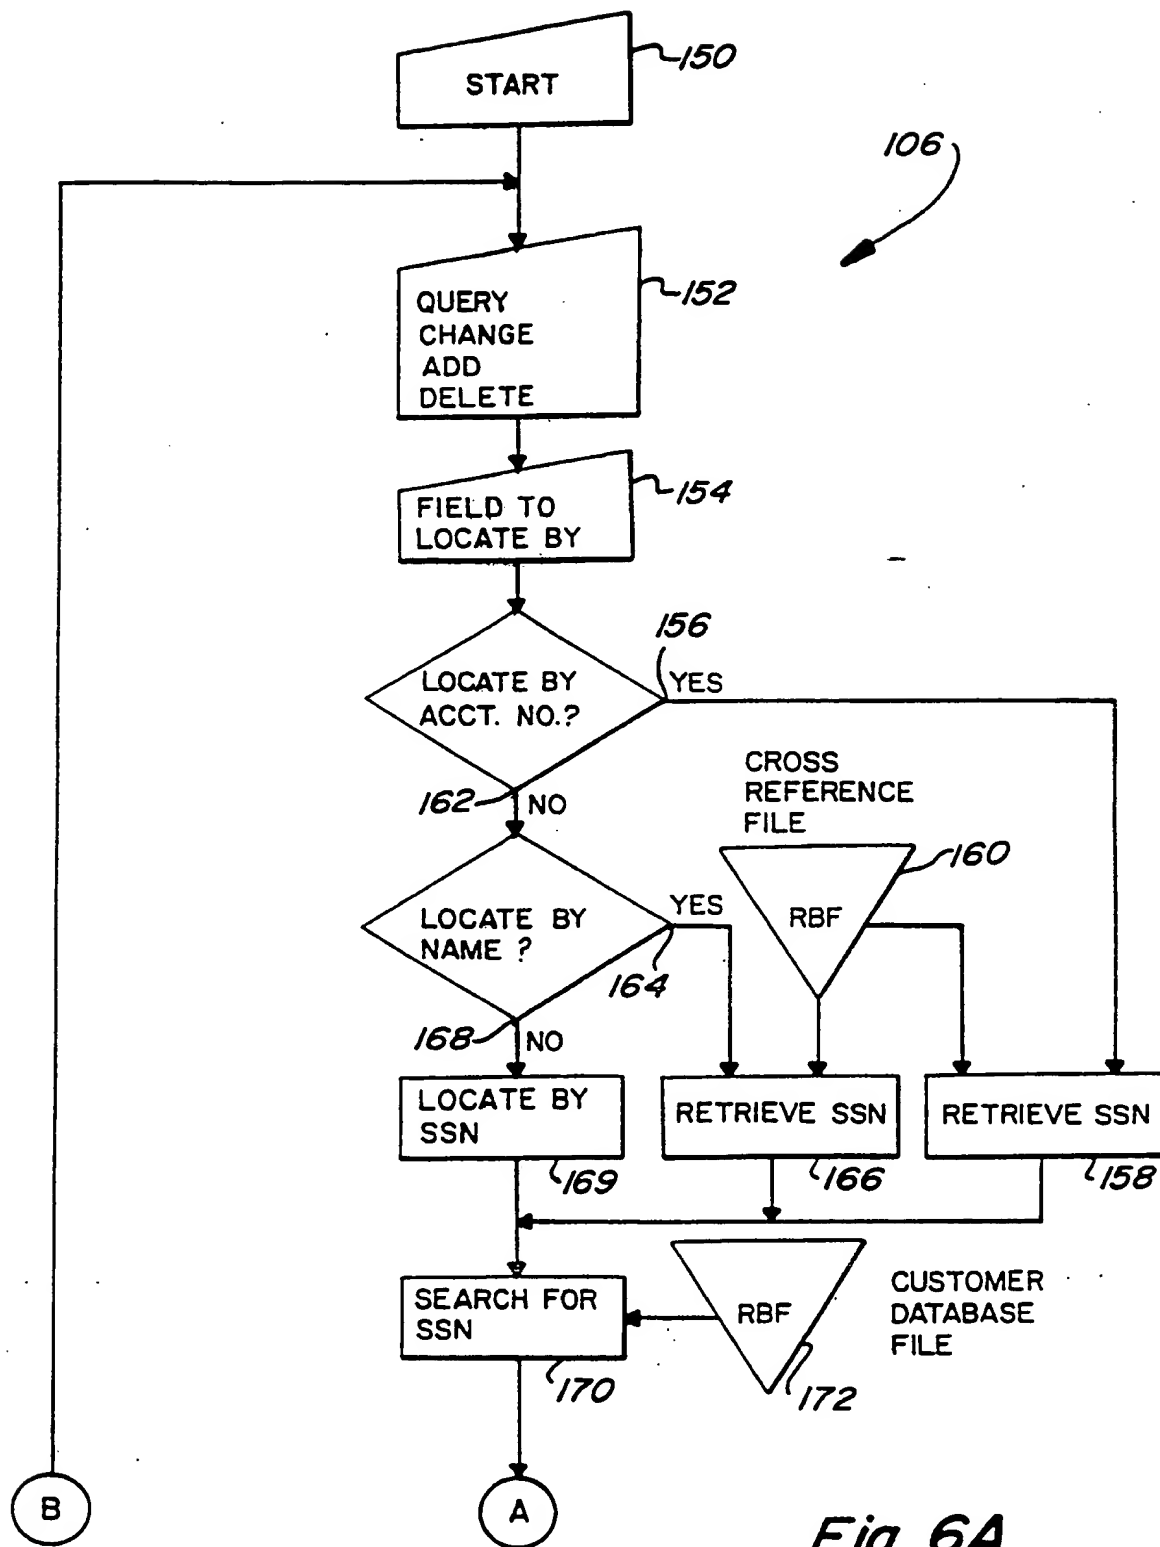 START
150
106
QUERY
CHANGE
ADD
DELETE
152
FIELD TO
LOCATE BY
154
156
LOCATE BY
ACCT. NO.?
YES
162
NO
CROSS
REFERENCE
FILE
160
RBF
LOCATE BY
NAME ?
YES
164
168
NO
LOCATE BY
SSN
169
RETRIEVE SSN
166
RETRIEVE SSN
158
SEARCH FOR
SSN
170
RBF
172
CUSTOMER
DATABASE
FILE
B
A
Fig. 6A